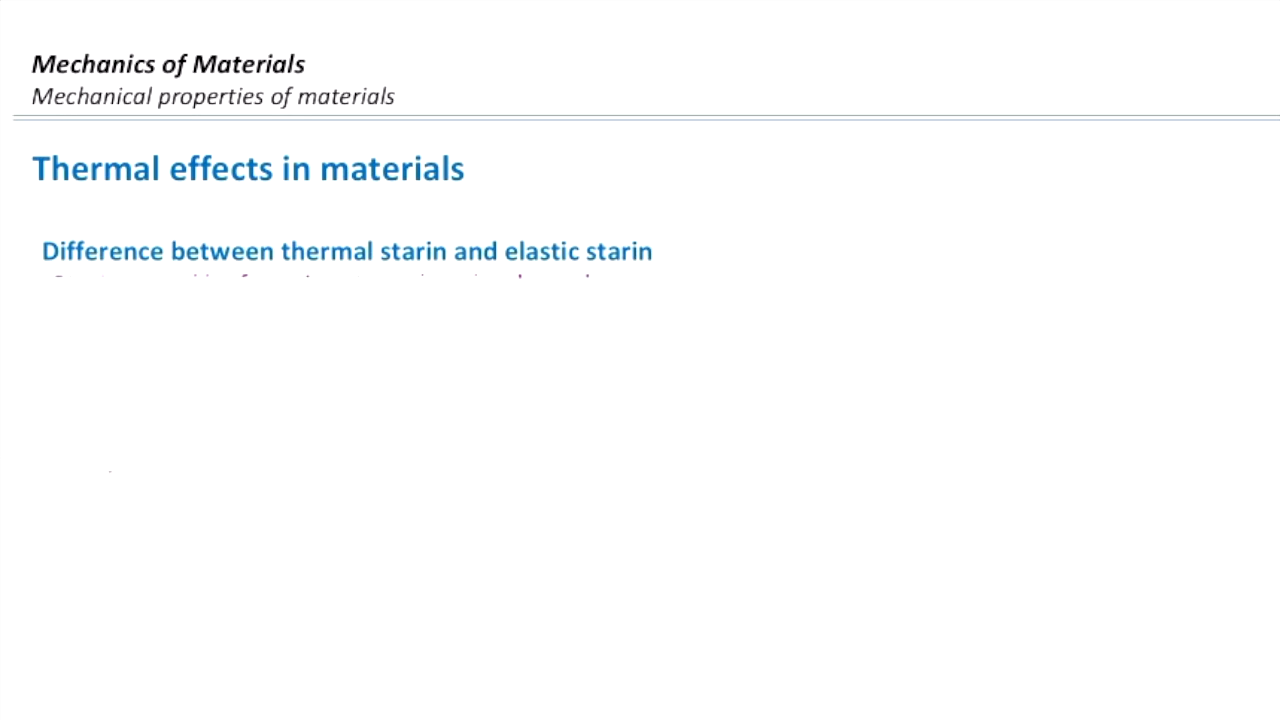 Mechanics of Materials
Mechanical properties of materials
Thermal effects in materials
Difference between thermal starin and elastic starin